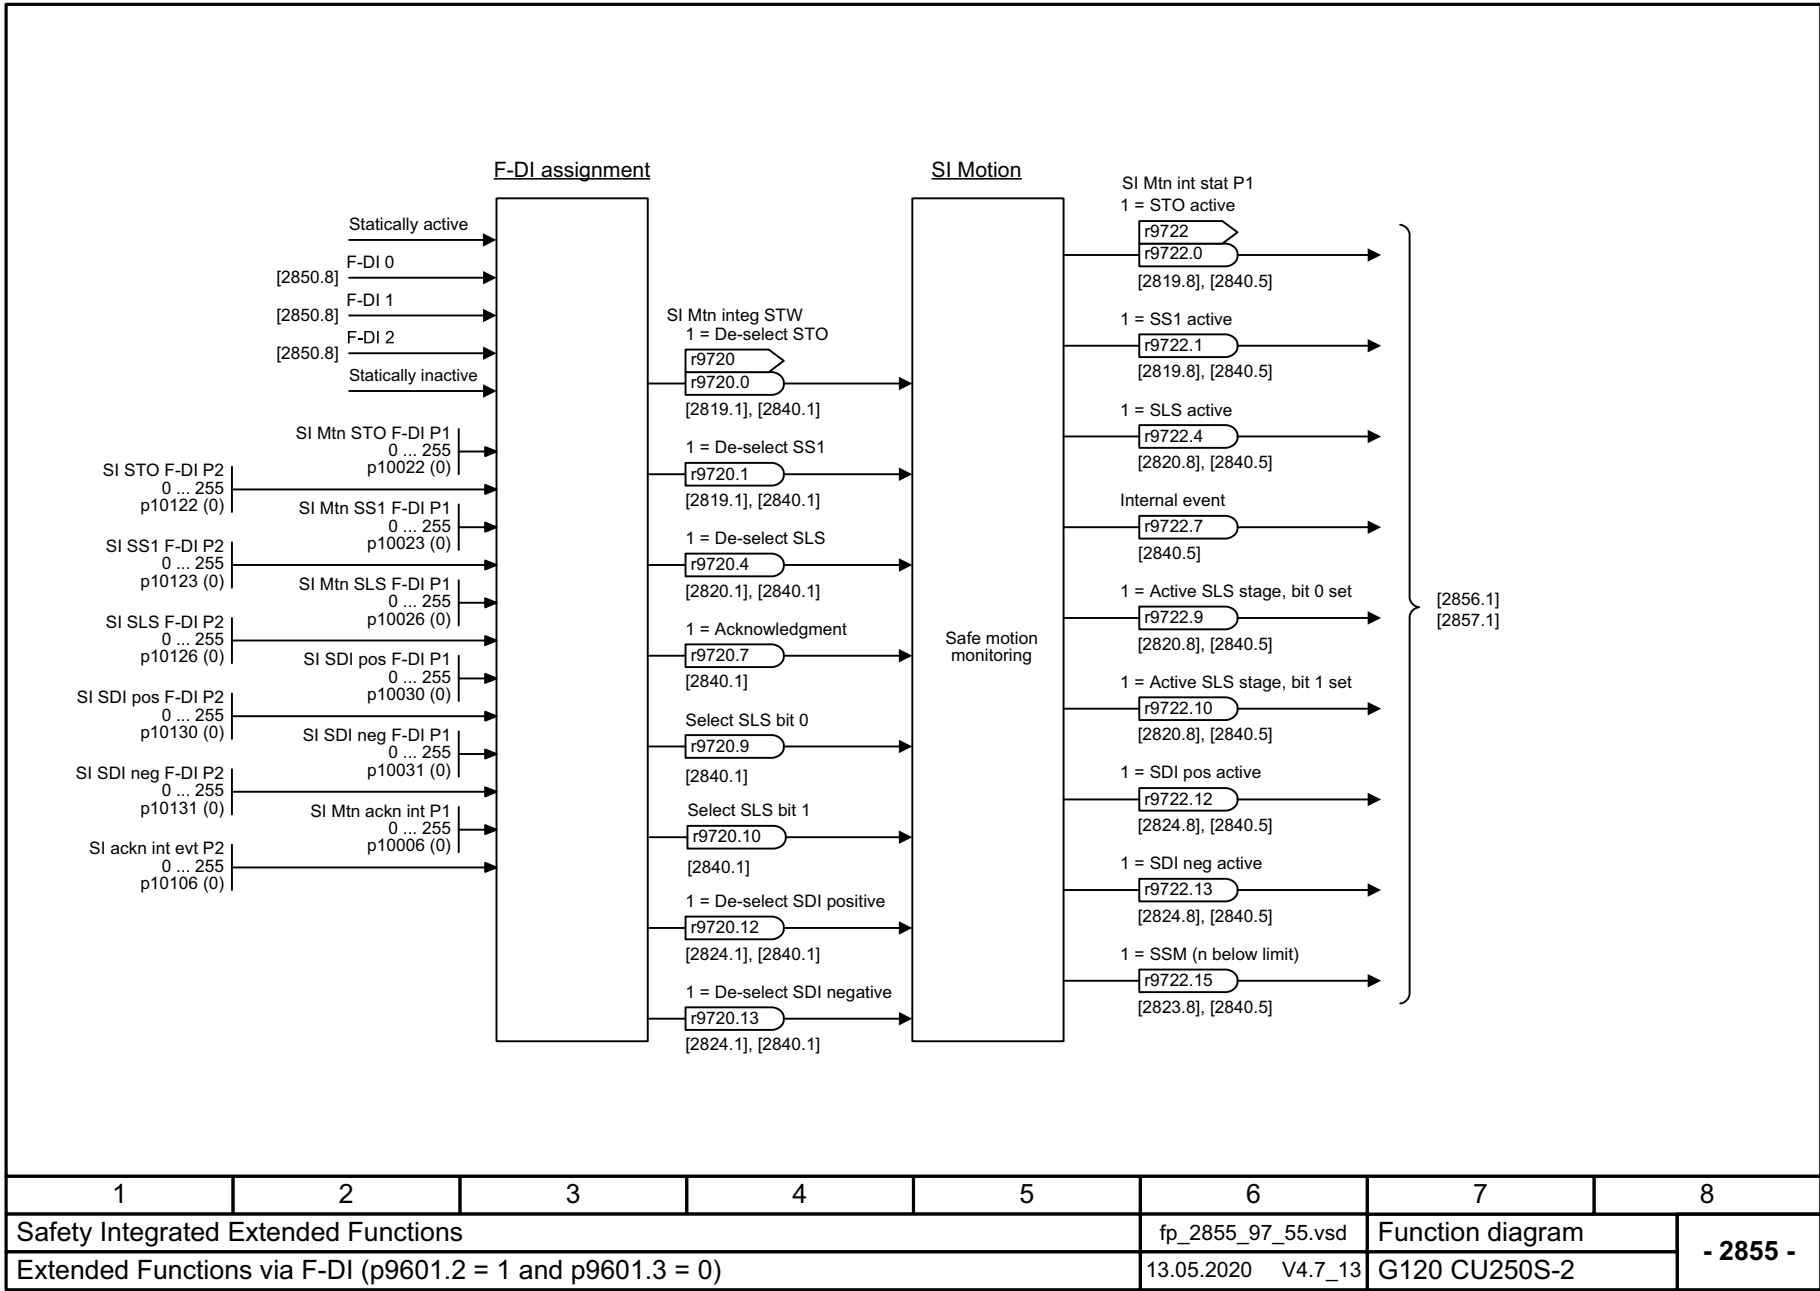 F-DI assignment
Statically active
F-DI 0
[2850.8]
F-DI 1
[2850.8]
F-DI 2
[2850.8]
Statically inactive
SI Mtn STO F-DI P1
0 ... 255
p10022 (0)
SI STO F-DI P2
0 ... 255
p10122 (0)
SI Mtn SS1 F-DI P1
0 ... 255
p10023 (0)
SI SS1 F-DI P2
0 ... 255
p10123 (0)
SI Mtn SLS F-DI P1
0 ... 255
p10026 (0)
SI SLS F-DI P2
0 ... 255
p10126 (0)
SI SDI pos F-DI P1
0 ... 255
p10030 (0)
SI SDI pos F-DI P2
0 ... 255
p10130 (0)
SI SDI neg F-DI P1
0 ... 255
p10031 (0)
SI SDI neg F-DI P2
0 ... 255
p10131 (0)
SI Mtn ackn int P1
0 ... 255
p10006 (0)
SI ackn int evt P2
0 ... 255
p10106 (0)
SI Mtn integ STW
1 = De-select STO
r9720
r9720.0
[2819.1], [2840.1]
1 = De-select SS1
r9720.1
[2819.1], [2840.1]
1 = De-select SLS
r9720.4
[2820.1], [2840.1]
1 = Acknowledgment
r9720.7
[2840.1]
Select SLS bit 0
r9720.9
[2840.1]
Select SLS bit 1
r9720.10
[2840.1]
1 = De-select SDI positive
r9720.12
[2824.1], [2840.1]
1 = De-select SDI negative
r9720.13
[2824.1], [2840.1]
SI Motion
Safe motion
monitoring
SI Mtn int stat P1
1 = STO active
r9722
r9722.0
[2819.8], [2840.5]
1 = SS1 active
r9722.1
[2819.8], [2840.5]
1 = SLS active
r9722.4
[2820.8], [2840.5]
Internal event
r9722.7
[2840.5]
1 = Active SLS stage, bit 0 set
r9722.9
[2820.8], [2840.5]
1 = Active SLS stage, bit 1 set
r9722.10
[2820.8], [2840.5]
1 = SDI pos active
r9722.12
[2824.8], [2840.5]
1 = SDI neg active
r9722.13
[2824.8], [2840.5]
1 = SSM (n below limit)
r9722.15
[2823.8], [2840.5]
[2856.1]
[2857.1]
1 2 3 4 5 6 7 8
Safety Integrated Extended Functions
fp_2855_97_55.vsd
Function diagram
- 2855 -
Extended Functions via F-DI (p9601.2 = 1 and p9601.3 = 0)
13.05.2020 V4.7_13
G120 CU250S-2